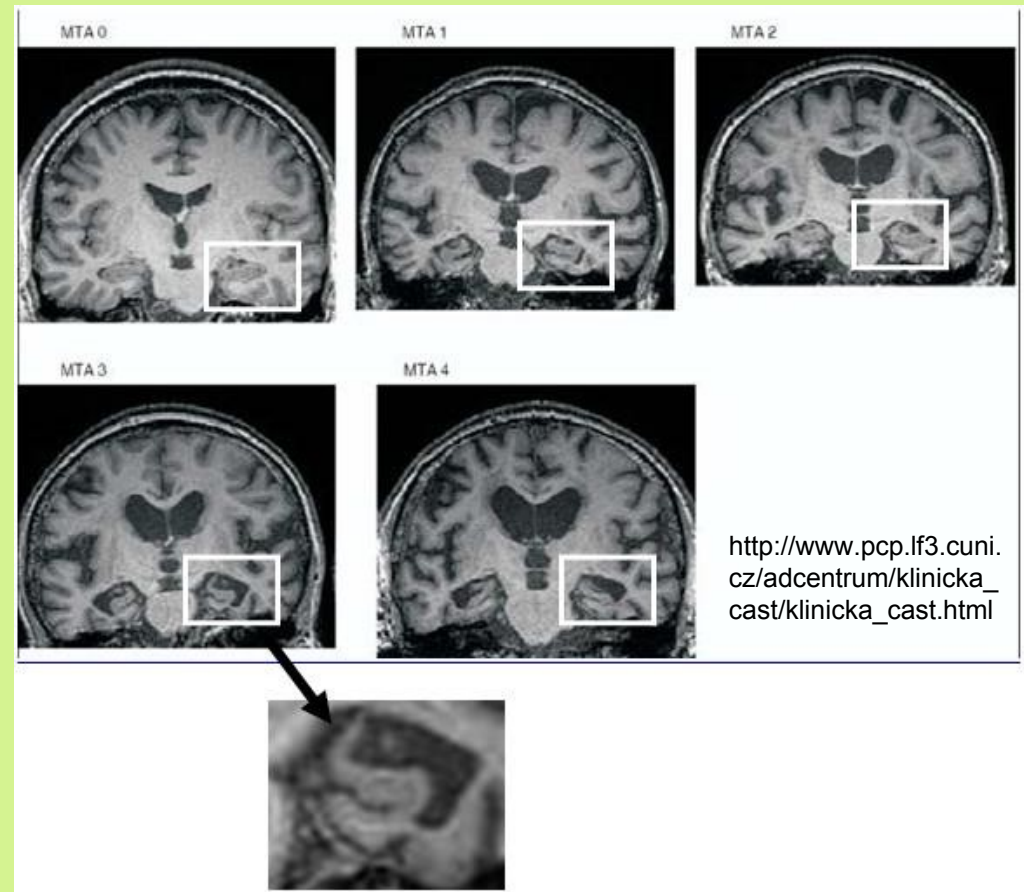 MTA 0
MTA 1
MTA 2
MTA 3
MTA 4
http://www.pcp.lf3.cuni.
cz/adcentrum/klinicka_
cast/klinicka_cast.html